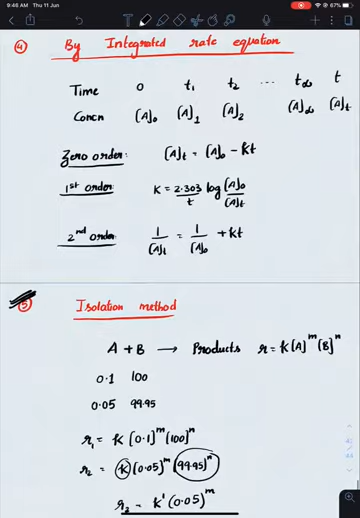 9:46 AM Thu 11 Jun
67%
④ By Integrated rate equation
Time 0 t₁ t₂ ... t∞ t
Concn [A]₀ [A]₁ [A]₂ [A]∞ [A]t
Zero order: [A]t = [A]₀ - kt
1st order: K = 2.303/t log [A]₀/[A]t
2nd order: 1/[A]t = 1/[A]₀ + kt
⑤ Isolation method
A + B → Products r = K[A]^m [B]^n
0.1 100
0.05 99.95
r₁ = K [0.1]^m (100)^n
r₂ = K (0.05)^m (99.95)^n
r₂ = K' (0.05)^m